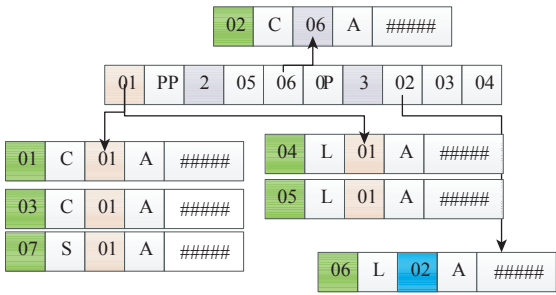 02 C 06 A #####
01 PP 2 05 06 0P 3 02 03 04
01 C 01 A #####
04 L 01 A #####
03 C 01 A #####
05 L 01 A #####
07 S 01 A #####
06 L 02 A #####